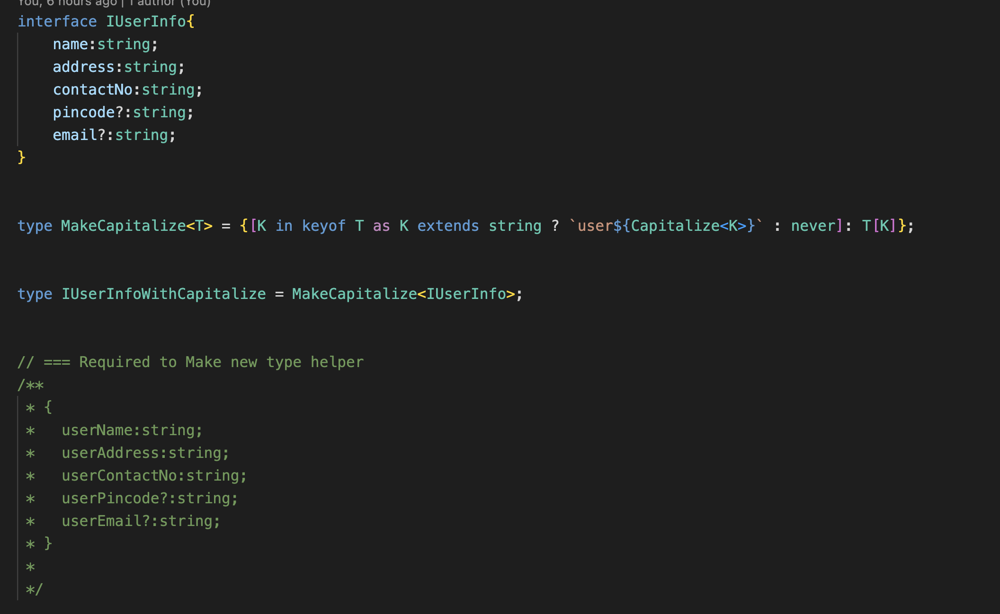 You, 6 hours ago | 1 author (You)
interface IUserInfo{
    name:string;
    address:string;
    contactNo:string;
    pincode?:string;
    email?:string;
}
type MakeCapitalize<T> = {[K in keyof T as K extends string ? `user${Capitalize<K>}` : never]: T[K]};
type IUserInfoWithCapitalize = MakeCapitalize<IUserInfo>;
// === Required to Make new type helper
/**
 * {
 *   userName:string;
 *   userAddress:string;
 *   userContactNo:string;
 *   userPincode?:string;
 *   userEmail?:string;
 * }
 *
 */